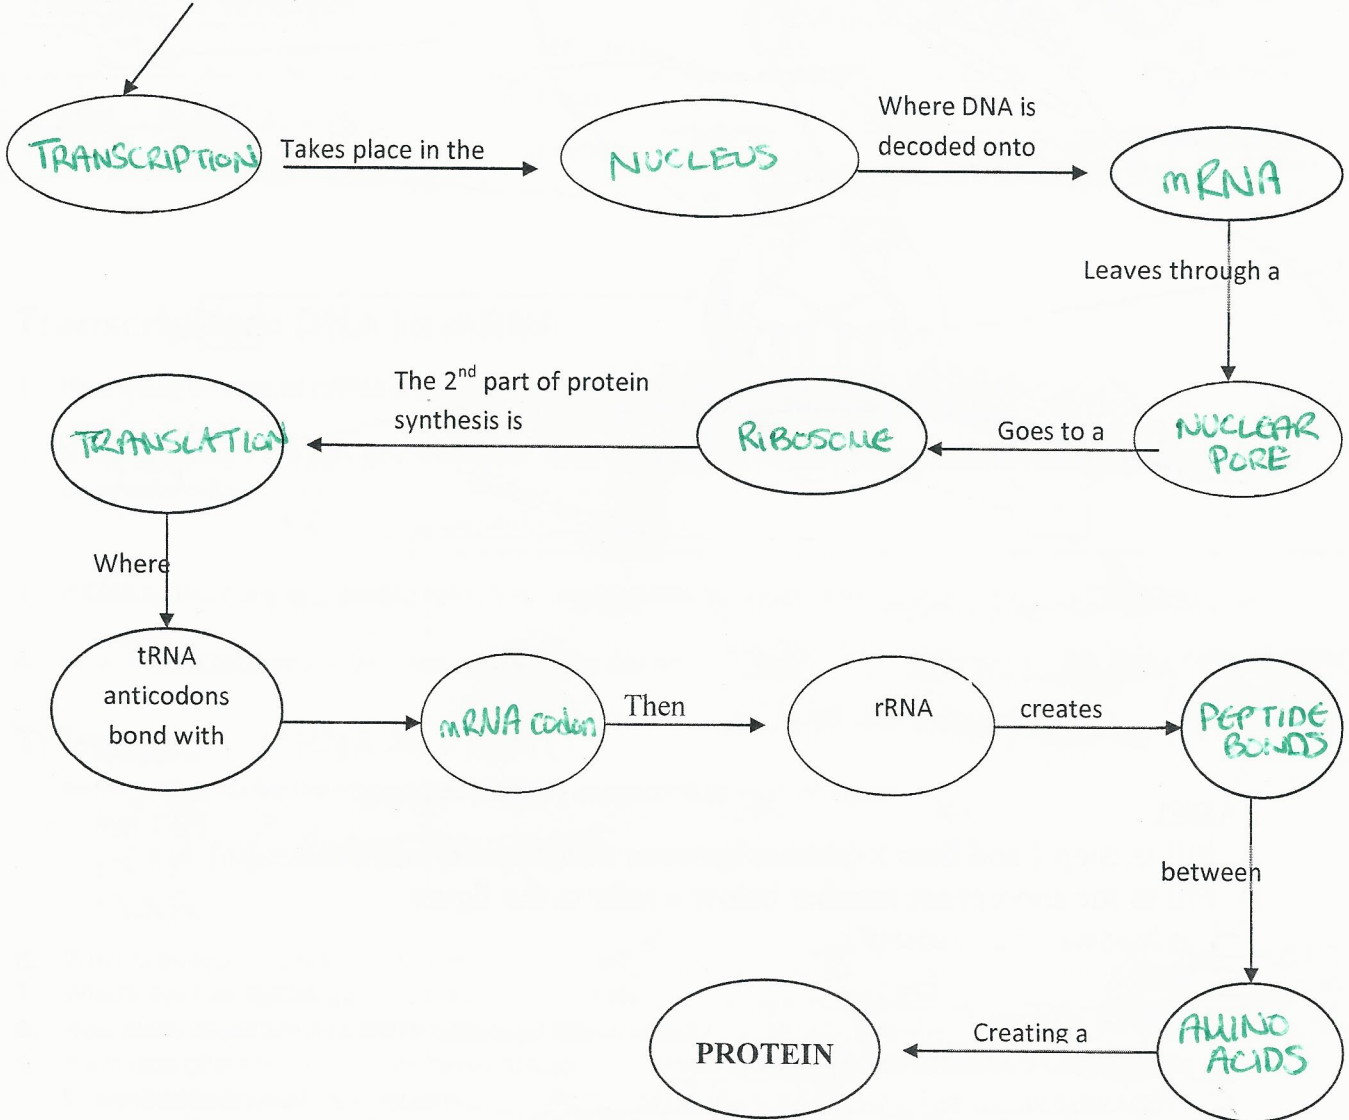 TRANSCRIPTION
Takes place in the
NUCLEUS
Where DNA is
decoded onto
mRNA
Leaves through a
NUCLEAR
PORE
Goes to a
RIBOSOME
The 2nd part of protein
synthesis is
TRANSLATION
Where
tRNA
anticodons
bond with
mRNA codon
Then
rRNA
creates
PEPTIDE
BONDS
between
AMINO
ACIDS
Creating a
PROTEIN